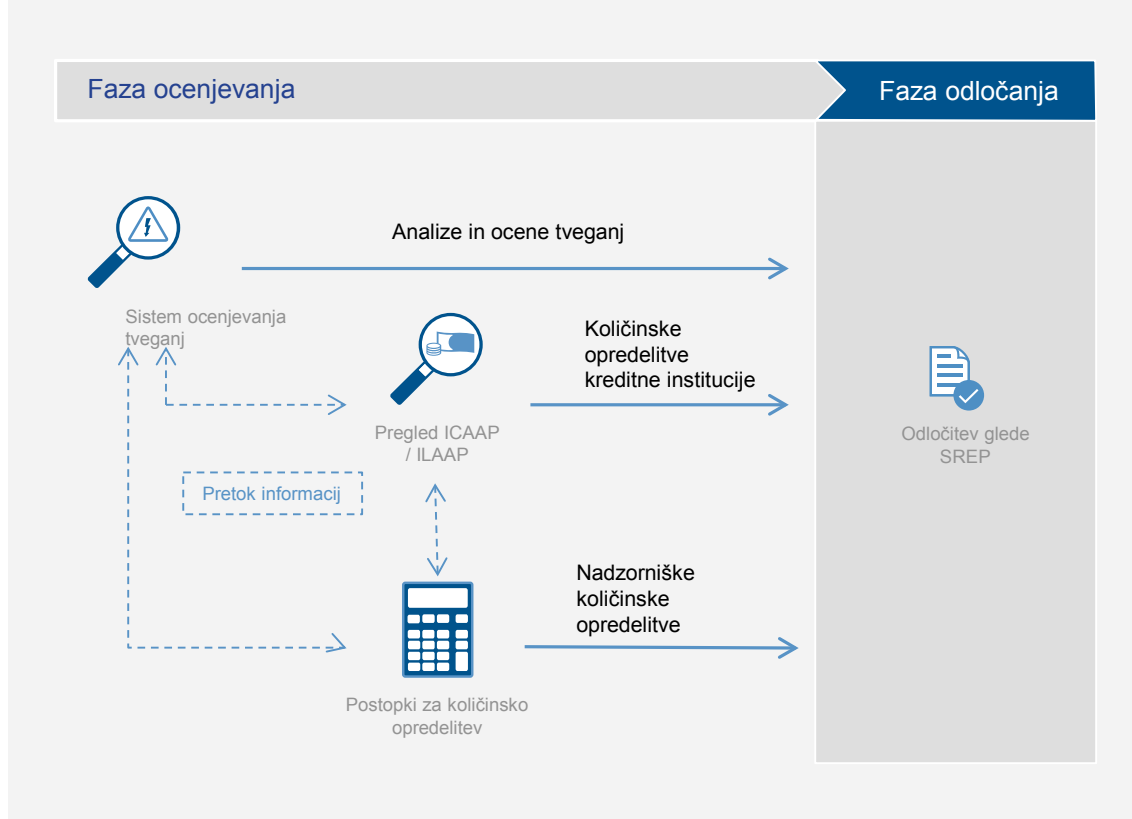 Faza ocenjevanja
Faza odločanja
Analize in ocene tveganj
Sistem ocenjevanja
tveganj
Količinske
opredelitve
kreditne institucije
Pregled ICAAP
/ ILAAP
Odločitev glede
SREP
Pretok informacij
Nadzorniške
količinske
opredelitve
Postopki za količinsko
opredelitev